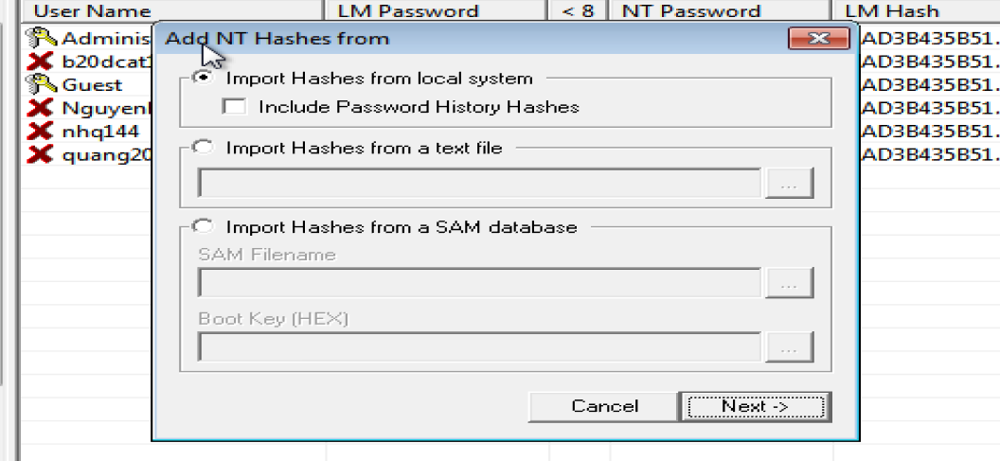 User Name LM Password < 8 NT Password LM Hash
Add NT Hashes from
Adminis AD3B435B51.
b20dcat1 AD3B435B51.
Guest AD3B435B51.
Nguyen AD3B435B51.
nhq144 AD3B435B51.
quang20 AD3B435B51.
Import Hashes from local system
Include Password History Hashes
Import Hashes from a text file
...
Import Hashes from a SAM database
SAM Filename
...
Boot Key (HEX)
...
Cancel Next ->